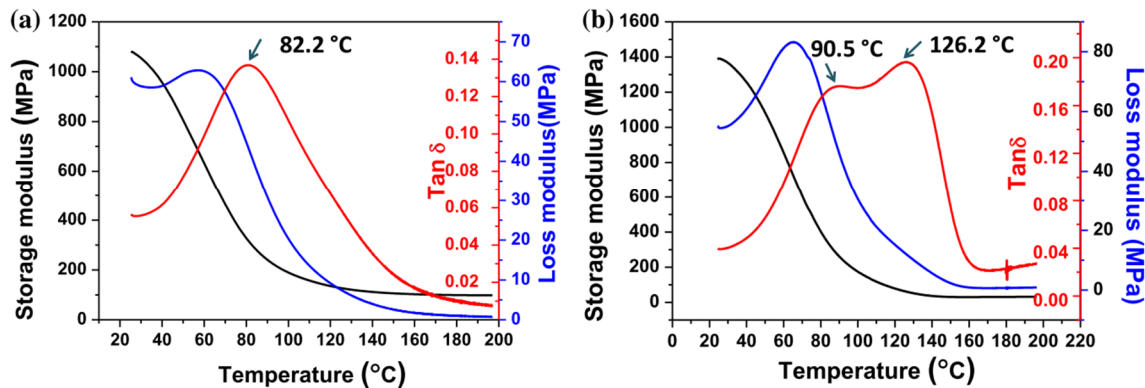 (a)
82.2 °C
Storage modulus (MPa)
1200
1000
800
600
400
200
0
Tan δ
0.14
0.12
0.10
0.08
0.06
0.04
0.02
Loss modulus(MPa)
70
60
50
40
30
20
10
0
20 40 60 80 100 120 140 160 180 200
Temperature (°C)
(b)
90.5 °C
126.2 °C
Storage modulus (MPa)
1600
1400
1200
1000
800
600
400
200
0
Tanδ
0.20
0.16
0.12
0.08
0.04
0.00
Loss modulus (MPa)
80
60
40
20
0
0 20 40 60 80 100 120 140 160 180 200 220
Temperature (°C)